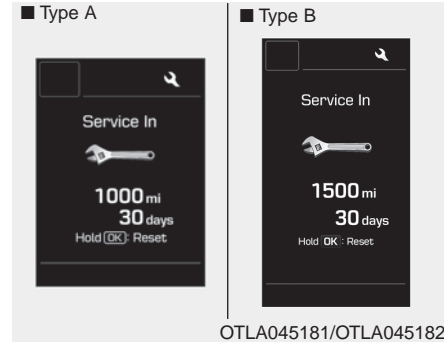 ■ Type A
Service In
1000 mi
30 days
Hold OK : Reset
■ Type B
Service In
1500 mi
30 days
Hold OK : Reset
OTLA045181/OTLA045182